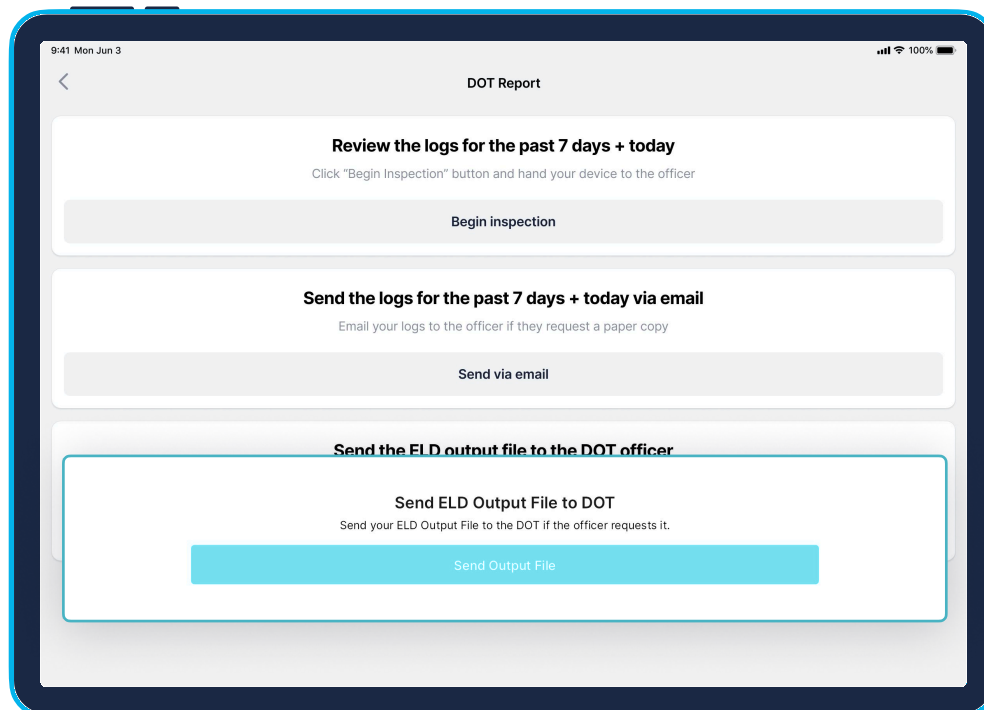 9:41 Mon Jun 3
100%
DOT Report
Review the logs for the past 7 days + today
Click “Begin Inspection” button and hand your device to the officer
Begin inspection
Send the logs for the past 7 days + today via email
Email your logs to the officer if they request a paper copy
Send via email
Send the ELD output file to the DOT officer
Send ELD Output File to DOT
Send your ELD Output File to the DOT if the officer requests it.
Send Output File